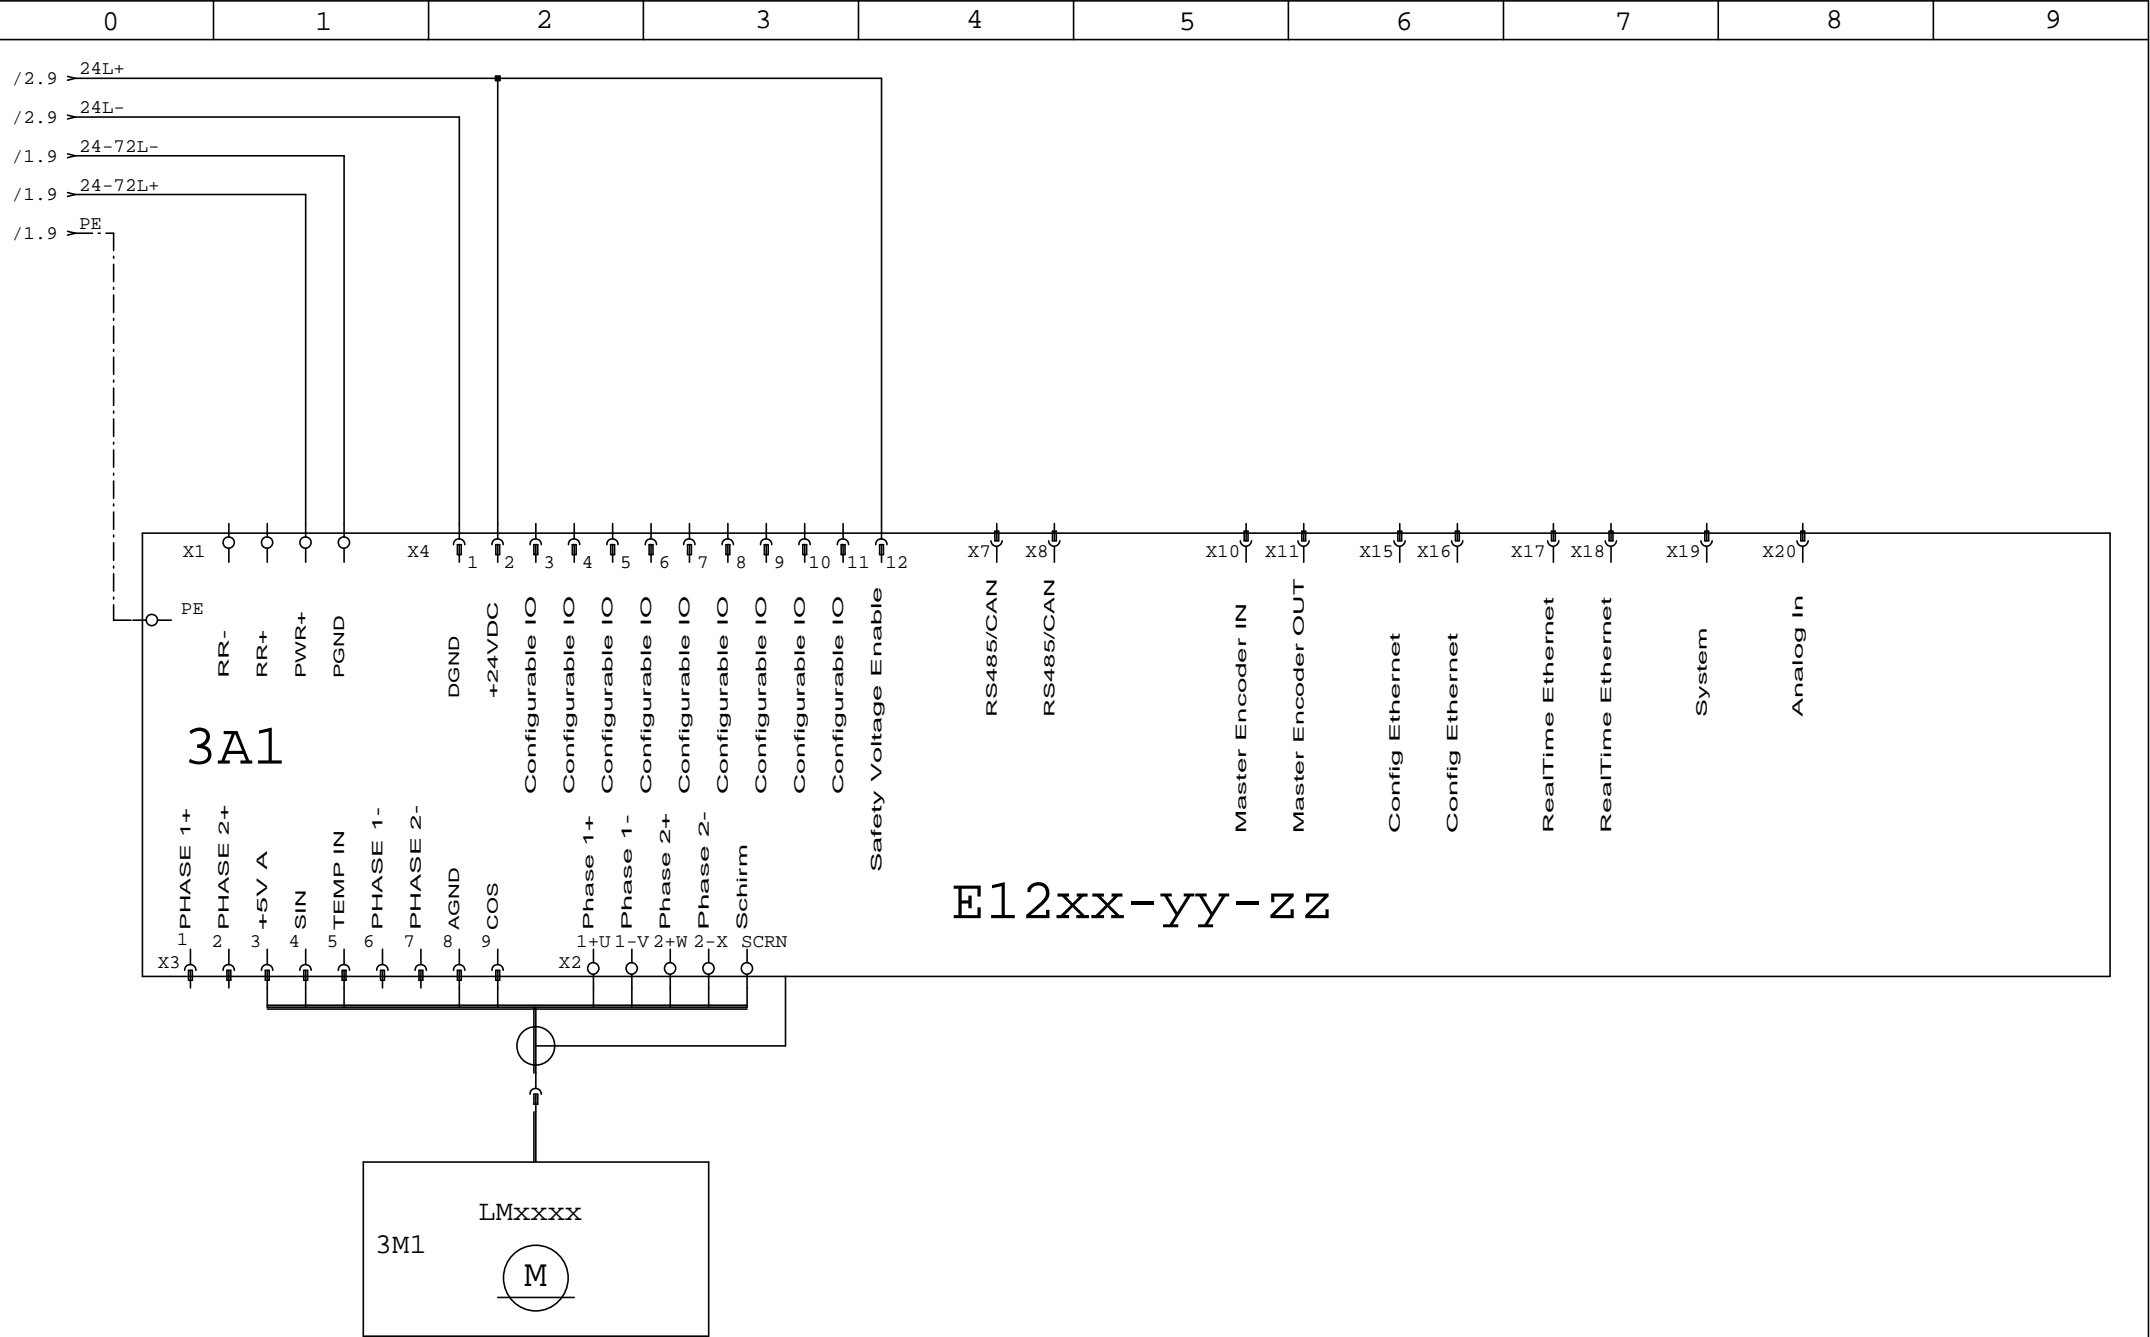 0 1 2 3 4 5 6 7 8 9
/2.9 24L+
/2.9 24L-
/1.9 24-72L-
/1.9 24-72L+
/1.9 PE
X1 X4 1 2 3 4 5 6 7 8 9 10 11 12 X7 X8 X10 X11 X15 X16 X17 X18 X19 X20
PE
RR-
RR+
PWR+
PGND
DGND
+24VDC
Configurable IO
Configurable IO
Configurable IO
Configurable IO
Configurable IO
Configurable IO
Configurable IO
Configurable IO
Configurable IO
Safety Voltage Enable
RS485/CAN
RS485/CAN
Master Encoder IN
Master Encoder OUT
Config Ethernet
Config Ethernet
RealTime Ethernet
RealTime Ethernet
System
Analog In
3A1
E12xx-yy-zz
PHASE 1+
PHASE 2+
+5V A
SIN
TEMP IN
PHASE 1-
PHASE 2-
AGND
COS
Phase 1+
Phase 1-
Phase 2+
Phase 2-
Schirm
1 2 3 4 5 6 7 8 9 1+U 1-V 2+W 2-X SCRN
X3 X2
LMxxxx
3M1
M